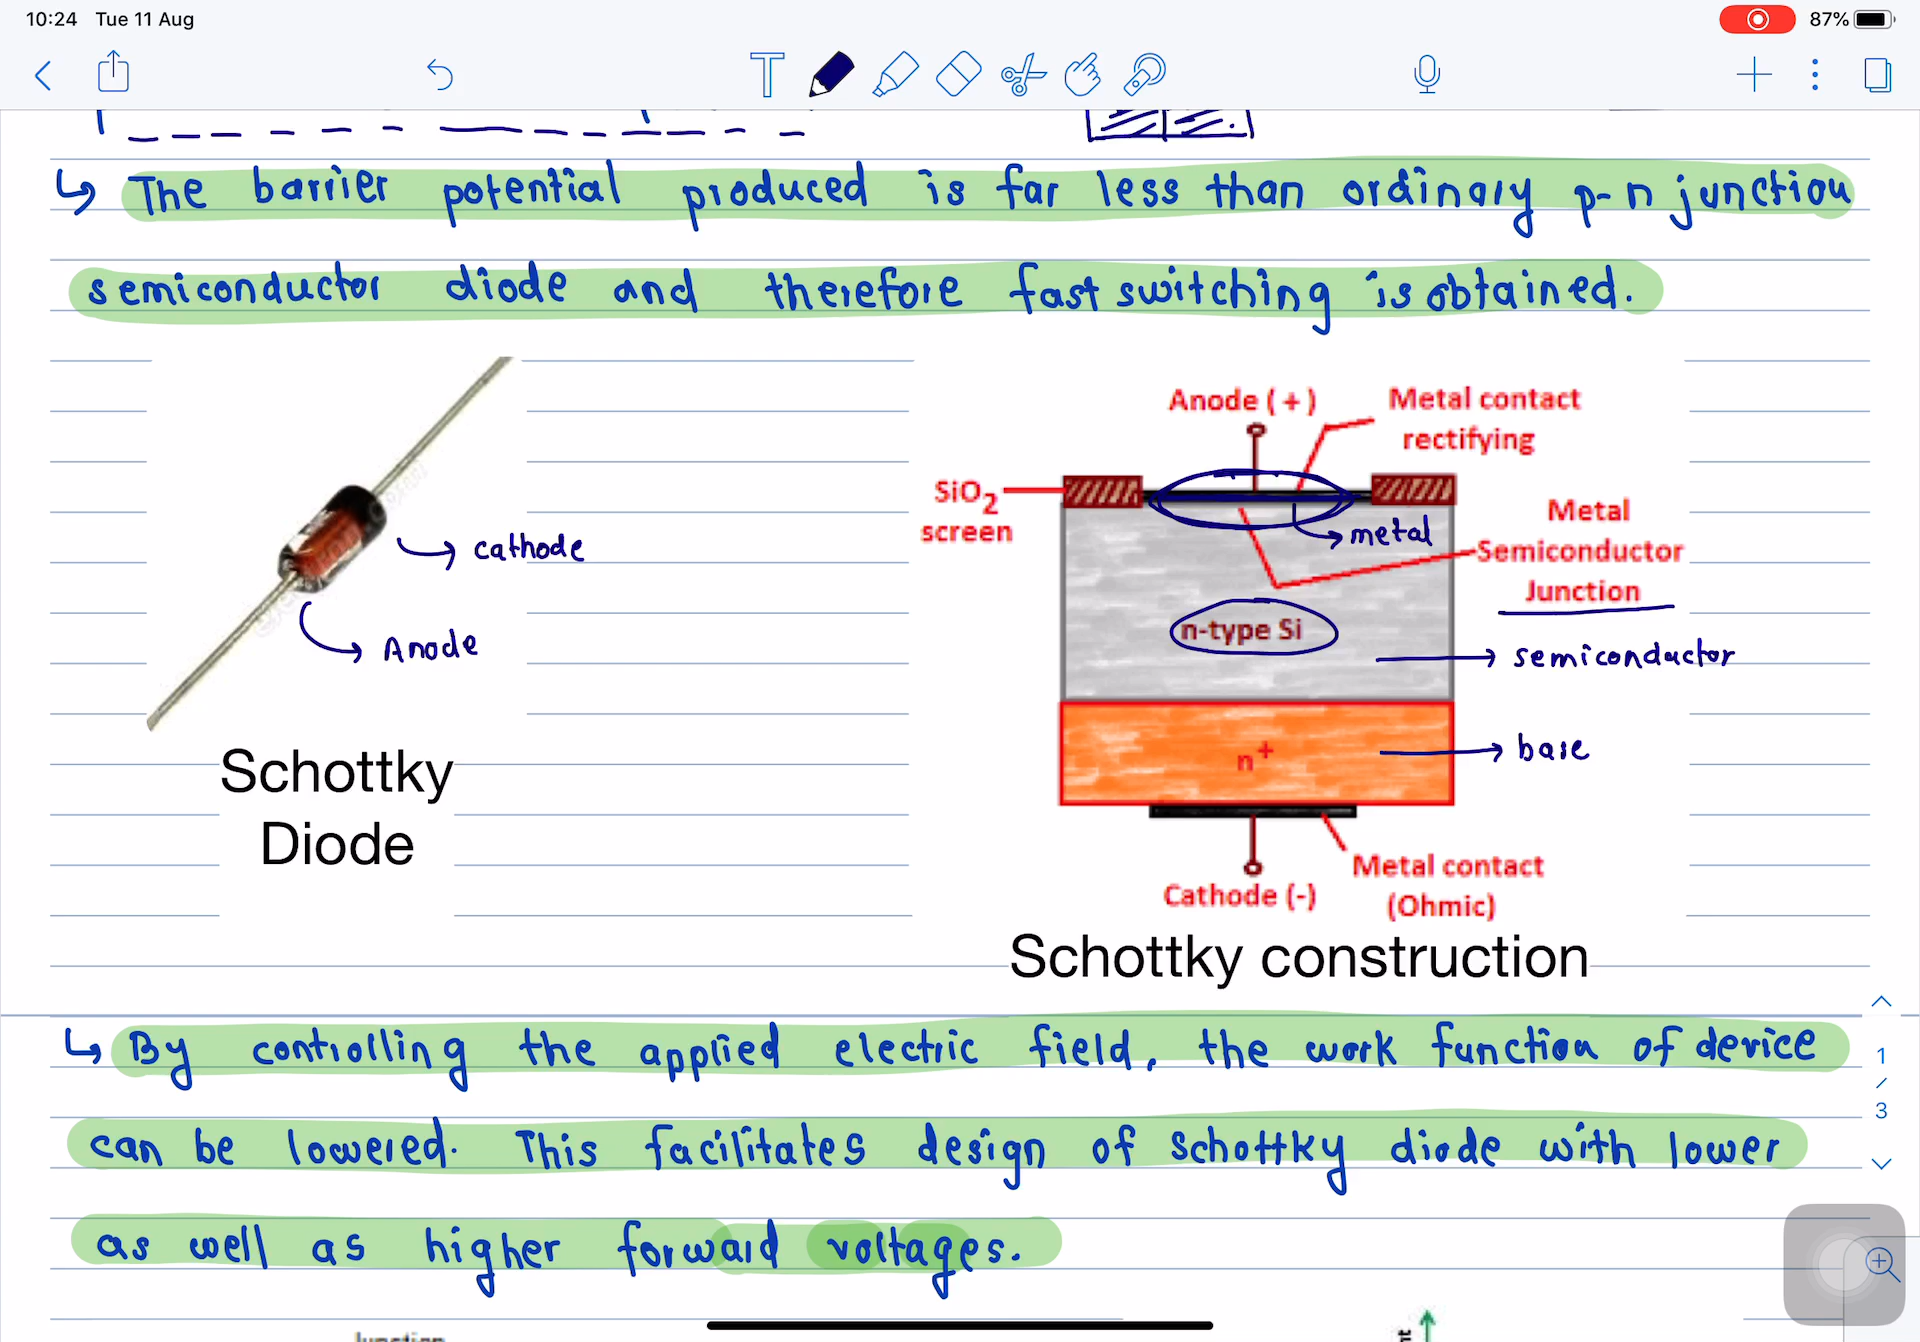 10:24 Tue 11 Aug
87%
The barrier potential produced is far less than ordinary p-n junction
semiconductor diode and therefore fast switching is obtained.
cathode
Anode
Schottky
Diode
Anode (+)
Metal contact
rectifying
SiO2
screen
metal
Metal
Semiconductor
Junction
n-type Si
semiconductor
n+
base
Cathode (-)
Metal contact
(Ohmic)
Schottky construction
By controlling the applied electric field, the work function of device
can be lowered. This facilitates design of schottky diode with lower
as well as higher forward voltages.
1
/
3